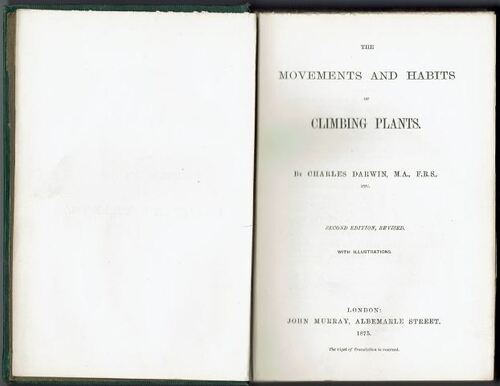 THE
MOVEMENTS AND HABITS
OF
CLIMBING PLANTS.
BY CHARLES DARWIN, M.A., F.R.S.,
ETC.
SECOND EDITION, REVISED.
WITH ILLUSTRATIONS.
LONDON:
JOHN MURRAY, ALBEMARLE STREET.
1875.
The right of Translation is reserved.